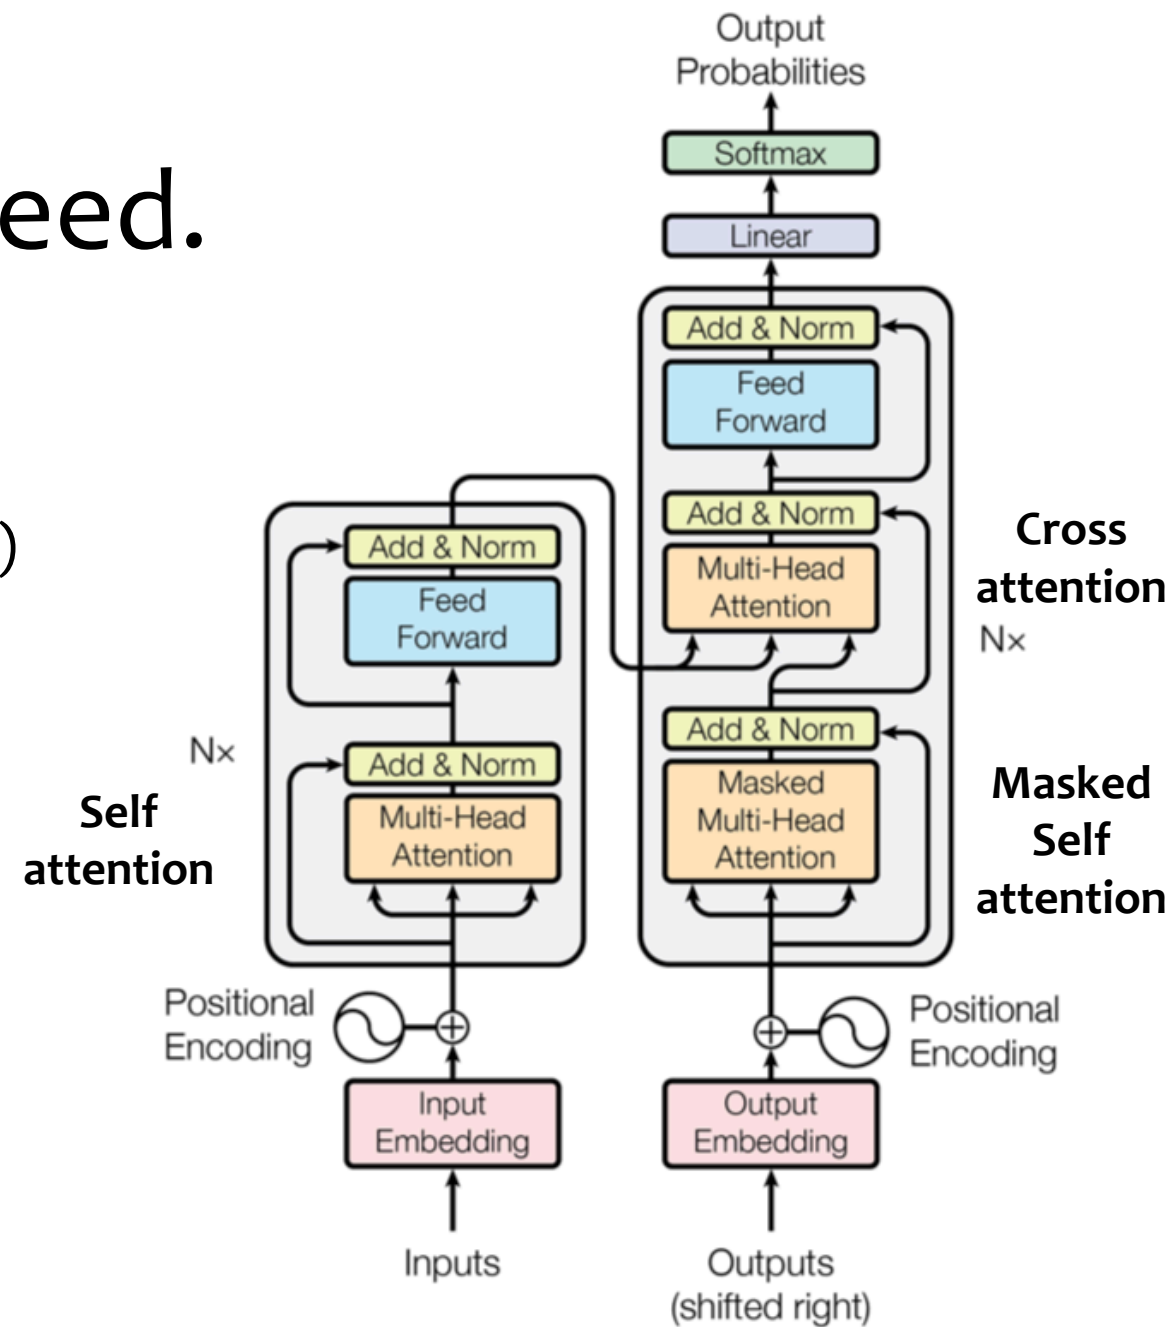 eed.
)
Output
Probabilities
Softmax
Linear
Add & Norm
Feed
Forward
Add & Norm
Multi-Head
Attention
Cross
attention
Nx
Add & Norm
Masked
Multi-Head
Attention
Masked
Self
attention
Add & Norm
Feed
Forward
Nx
Add & Norm
Multi-Head
Attention
Self
attention
Positional
Encoding
Positional
Encoding
Input
Embedding
Output
Embedding
Inputs
Outputs
(shifted right)